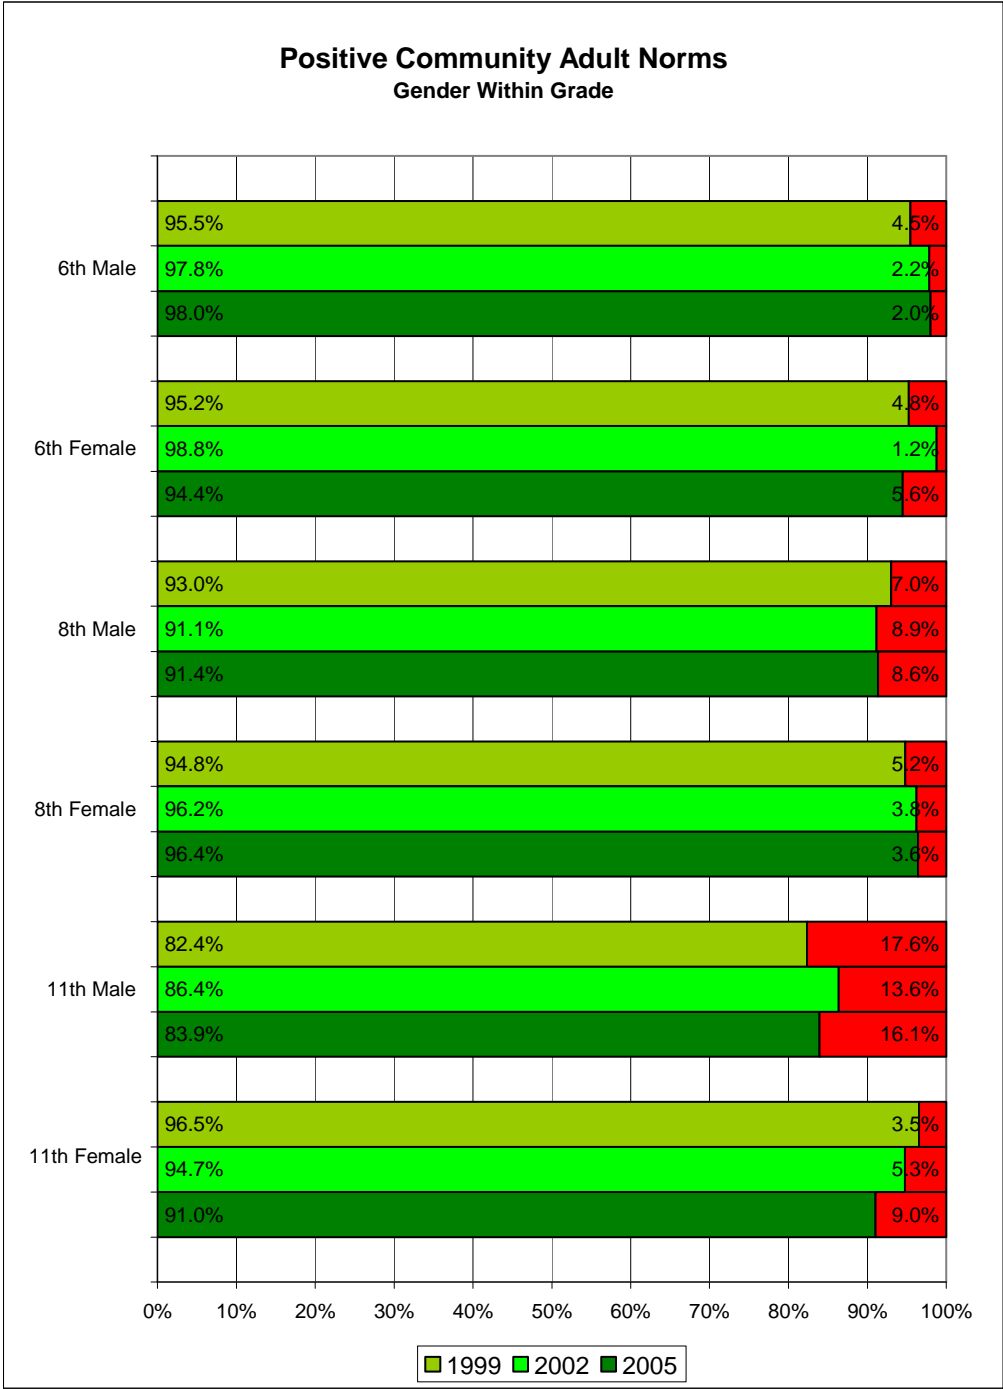 Positive Community Adult Norms
Gender Within Grade
95.5% 4.5%
6th Male 97.8% 2.2%
98.0% 2.0%
95.2% 4.8%
6th Female 98.8% 1.2%
94.4% 5.6%
93.0% 7.0%
8th Male 91.1% 8.9%
91.4% 8.6%
94.8% 5.2%
8th Female 96.2% 3.8%
96.4% 3.6%
82.4% 17.6%
11th Male 86.4% 13.6%
83.9% 16.1%
96.5% 3.5%
11th Female 94.7% 5.3%
91.0% 9.0%
0% 10% 20% 30% 40% 50% 60% 70% 80% 90% 100%
1999 2002 2005